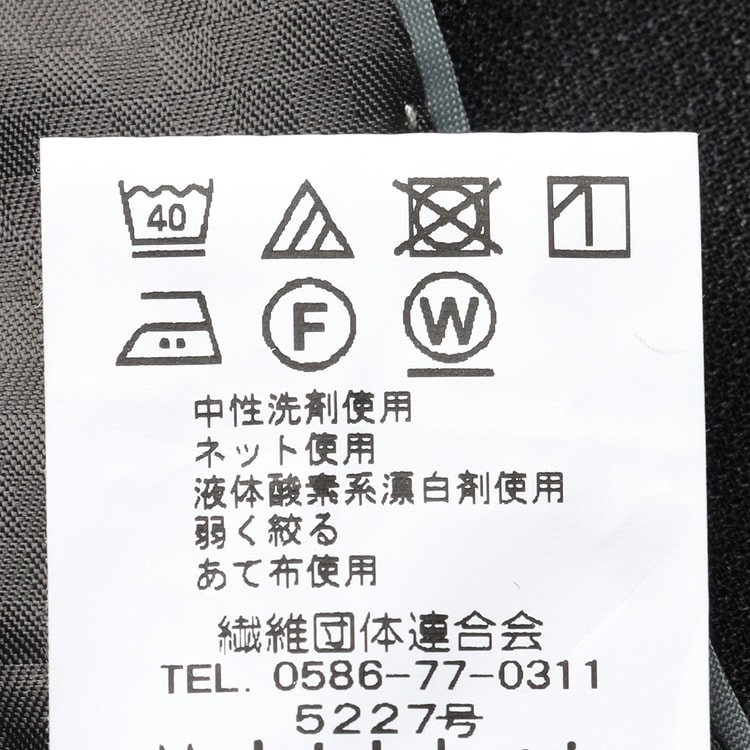 40
F W
中性洗剤使用
ネット使用
液体酸素系漂白剤使用
弱く絞る
あて布使用
繊維団体連合会
TEL. 0586-77-0311
5227号